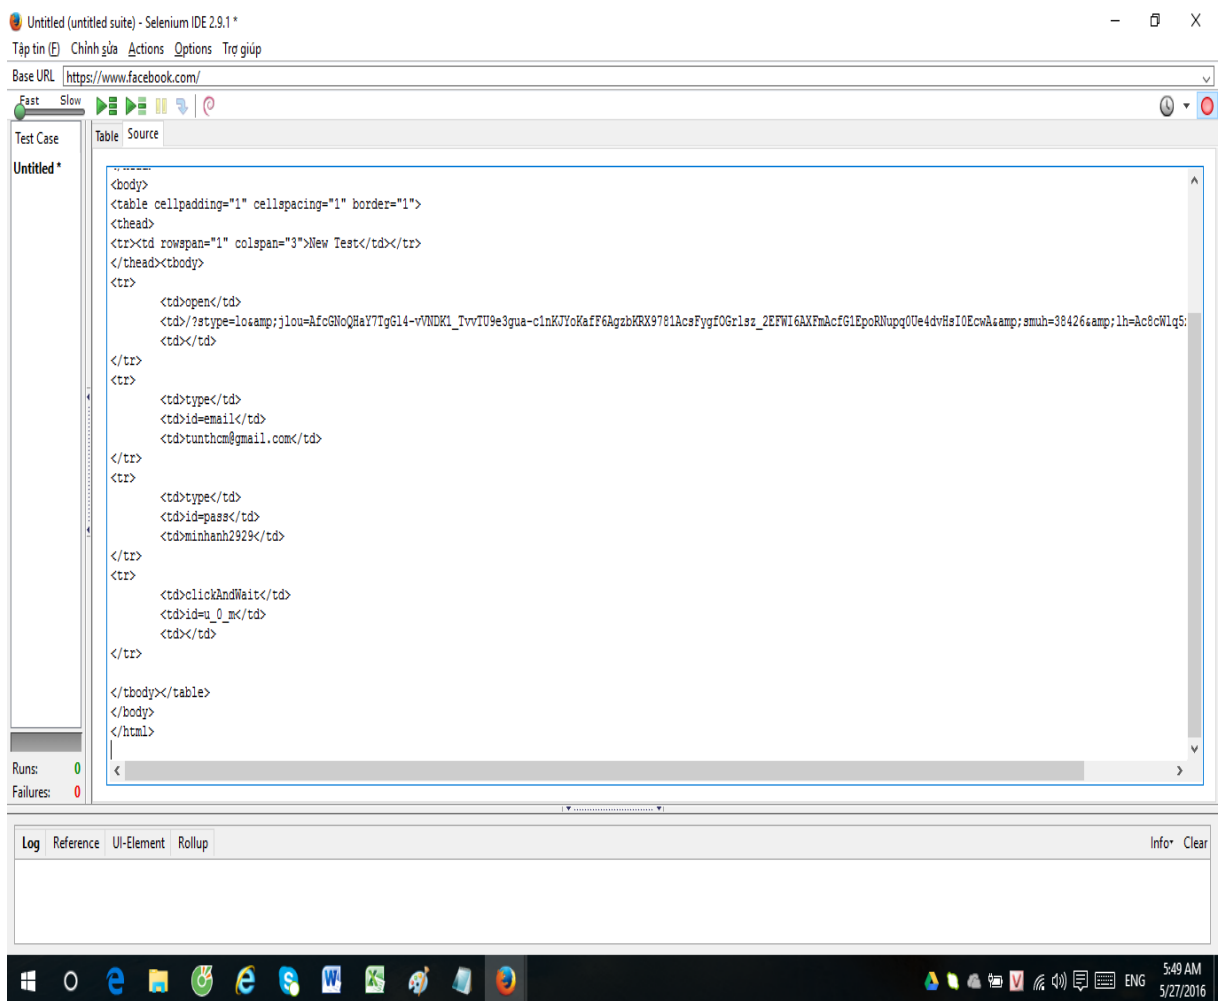 Untitled (untitled suite) - Selenium IDE 2.9.1 *
Tập tin (F) Chỉnh sửa Actions Options Trợ giúp
Base URL https://www.facebook.com/
Fast Slow
Test Case
Table Source
Untitled *
<body>
<table cellpadding="1" cellspacing="1" border="1">
<thead>
<tr><td rowspan="1" colspan="3">New Test</td></tr>
</thead><tbody>
<tr>
<td>open</td>
<td>/?stype=lo&amp;jlou=AfcGNoQHaY7TgGl4-vVNDK1_TvvTU9e3gua-c1nKJYoKafF6AgzbKRX9781AcsFygfOGrlsz_2EFWI6AXFmAcfG1EpoRNupq0Ue4dvHsI0EcwA&amp;smuh=38426&amp;lh=Ac8cWlq5
<td></td>
</tr>
<tr>
<td>type</td>
<td>id=email</td>
<td>tunthcm@gmail.com</td>
</tr>
<tr>
<td>type</td>
<td>id=pass</td>
<td>minhanh2929</td>
</tr>
<tr>
<td>clickAndWait</td>
<td>id=u_0_m</td>
<td></td>
</tr>
</tbody></table>
</body>
</html>
Runs: 0
Failures: 0
Log Reference UI-Element Rollup Info Clear
ENG 5:49 AM
5/27/2016